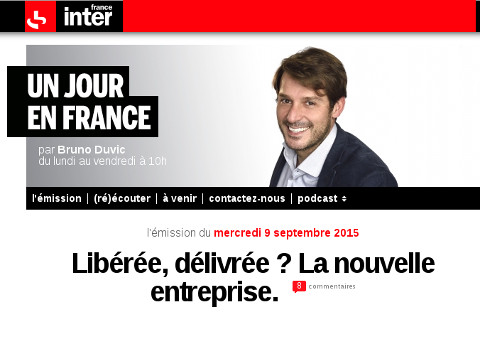 france
inter
UN JOUR
EN FRANCE
par Bruno Duvic
du lundi au vendredi à 10h
l'émission | (ré)écouter | à venir | contactez-nous | podcast
l'émission du mercredi 9 septembre 2015
Libérée, délivrée ? La nouvelle
entreprise. 8 commentaires